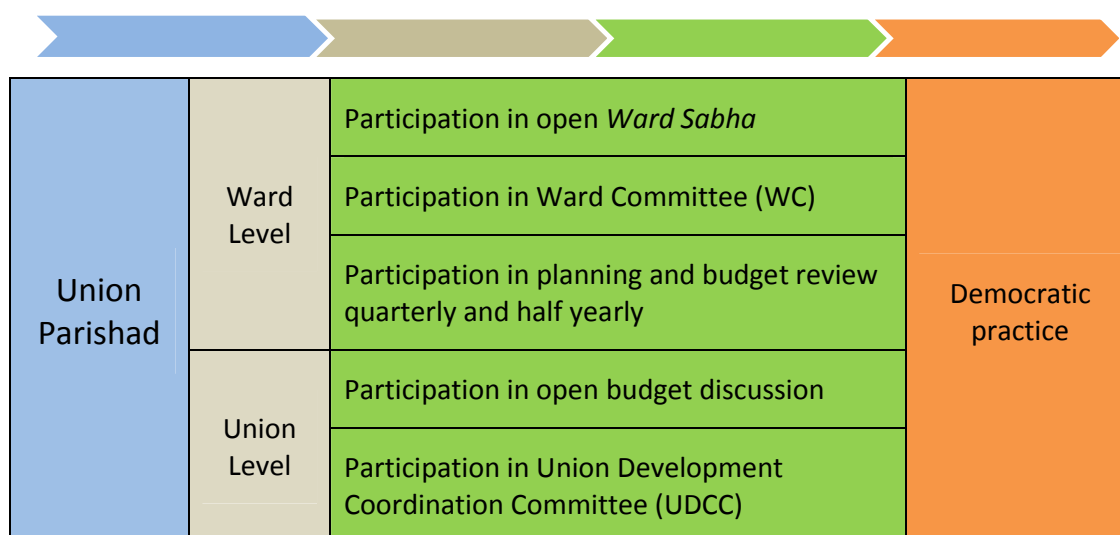 Union
Parishad
Ward
Level
Participation in open Ward Sabha
Participation in Ward Committee (WC)
Participation in planning and budget review
quarterly and half yearly
Union
Level
Participation in open budget discussion
Participation in Union Development
Coordination Committee (UDCC)
Democratic
practice